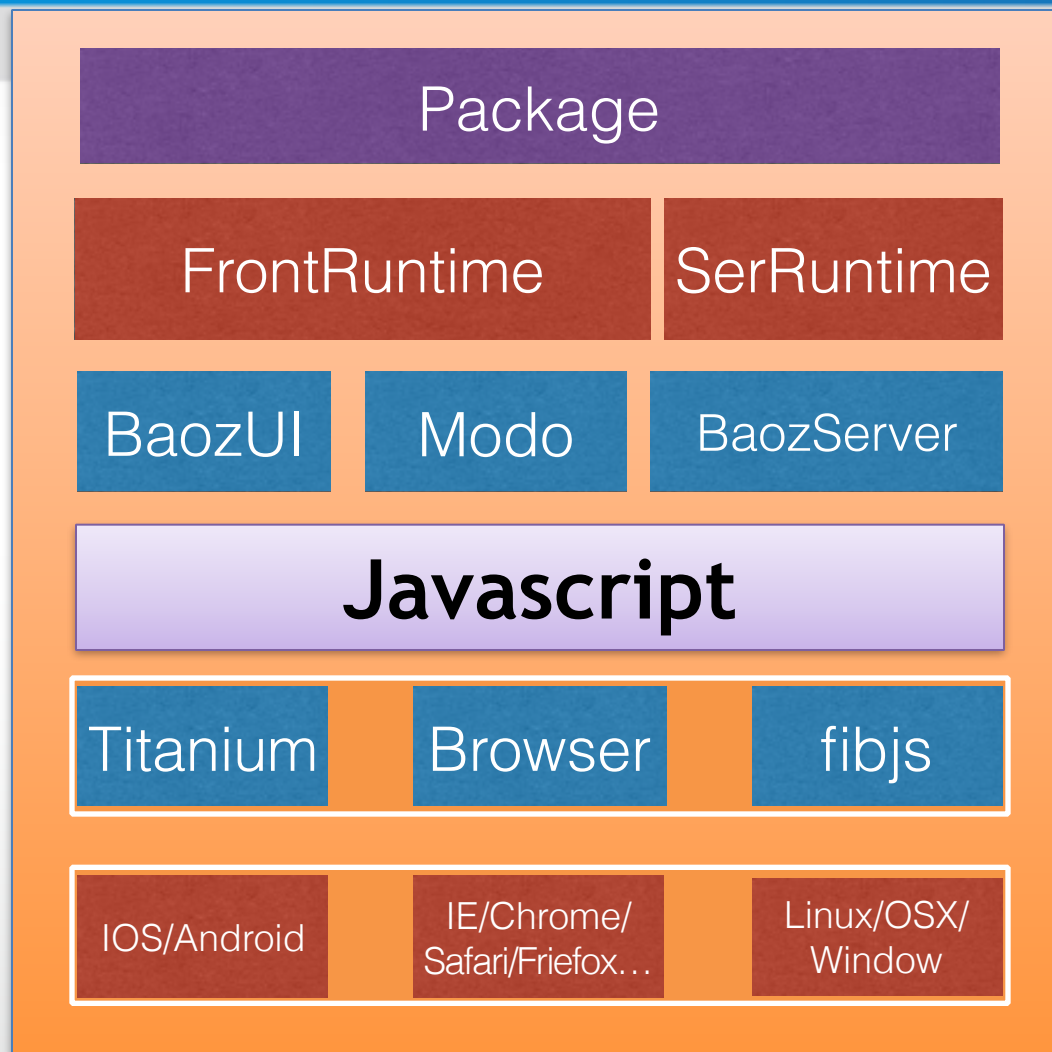 Package
FrontRuntime
SerRuntime
BaozUI
Modo
BaozServer
Javascript
Titanium
Browser
fibjs
IOS/Android
IE/Chrome/
Safari/Friefox…
Linux/OSX/
Window